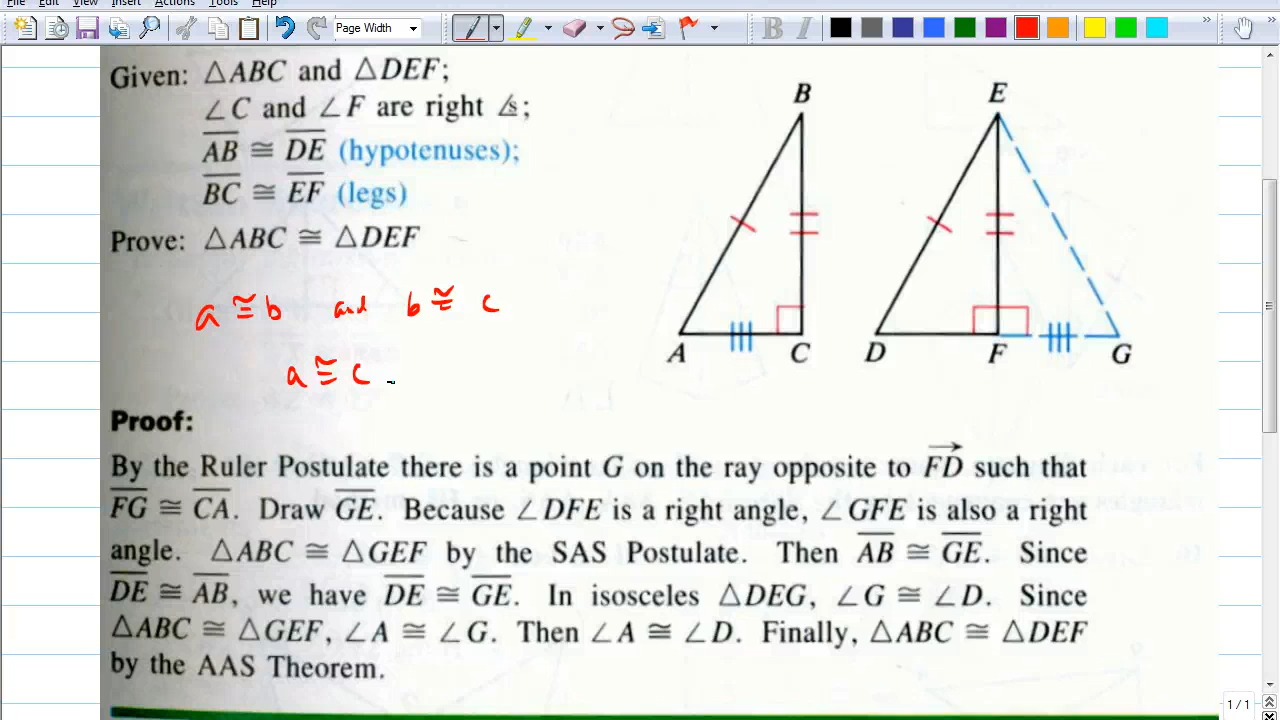 File Edit View Insert Actions Tools Help
Page Width
B I
Given: △ABC and △DEF;
∠C and ∠F are right ∠s;
AB ≅ DE (hypotenuses);
BC ≅ EF (legs)
Prove: △ABC ≅ △DEF
a ≅ b and b ≅ c
a ≅ c
B
E
A
C
D
F
G
Proof:
By the Ruler Postulate there is a point G on the ray opposite to FD such that
FG ≅ CA. Draw GE. Because ∠DFE is a right angle, ∠GFE is also a right
angle. △ABC ≅ △GEF by the SAS Postulate. Then AB ≅ GE. Since
DE ≅ AB, we have DE ≅ GE. In isosceles △DEG, ∠G ≅ ∠D. Since
△ABC ≅ △GEF, ∠A ≅ ∠G. Then ∠A ≅ ∠D. Finally, △ABC ≅ △DEF
by the AAS Theorem.
1/1